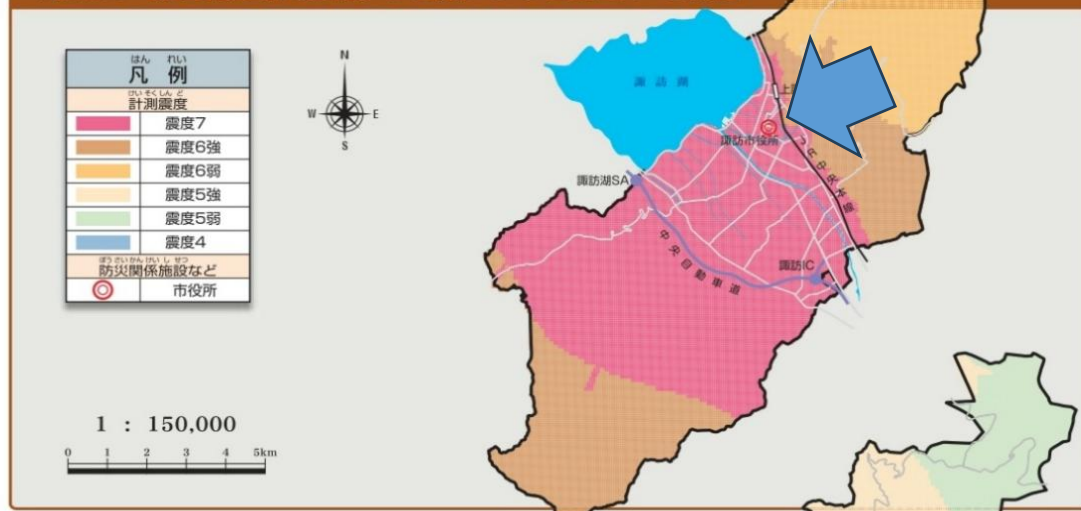 はんれい
凡例
けいそくしんど
計測震度
震度7
震度6強
震度6弱
震度5強
震度5弱
震度4
ぼうさいかんけいしせつ
防災関係施設など
市役所
N
W
E
S
諏訪湖
上諏
諏訪市役所
JR中央本線
諏訪湖SA
中央自動車道
諏訪IC
1 : 150,000
0 1 2 3 4 5km